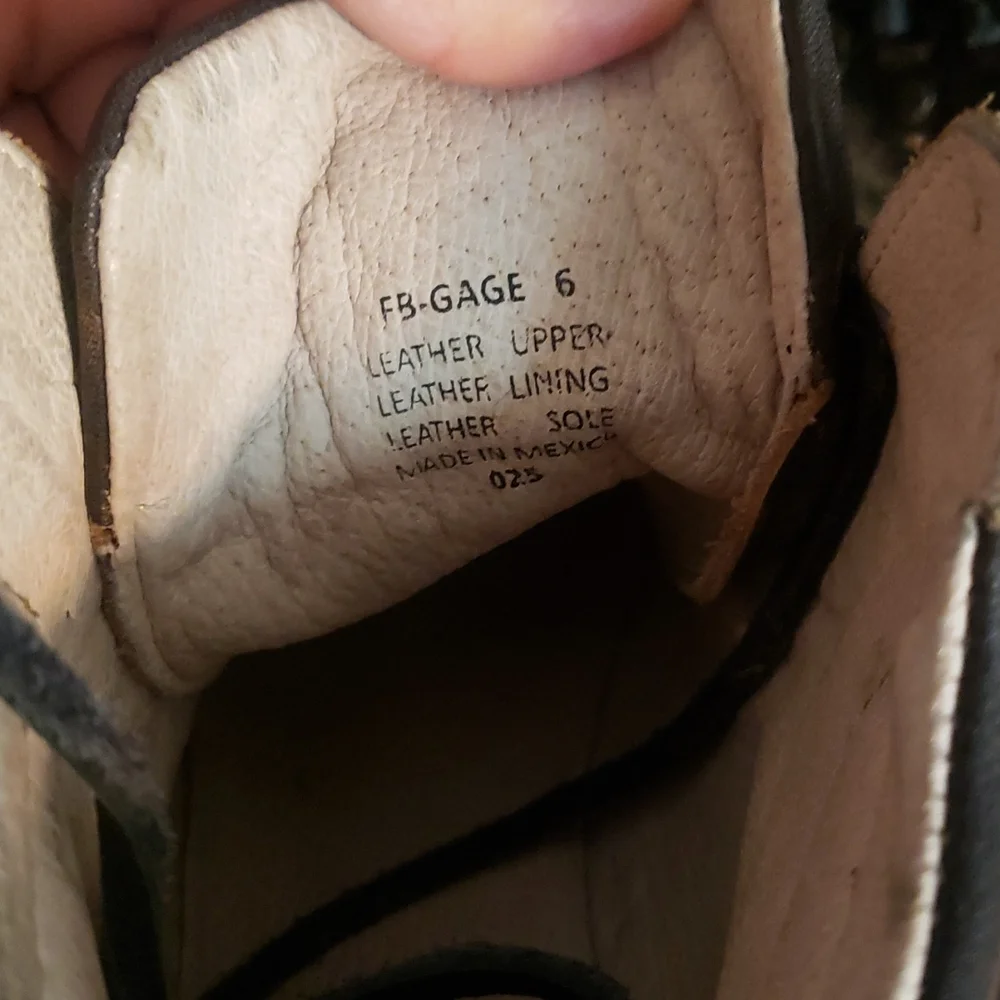 FB-GAGE 6
LEATHER UPPER
LEATHER LINING
LEATHER SOLE
MADE IN MEXICO
025